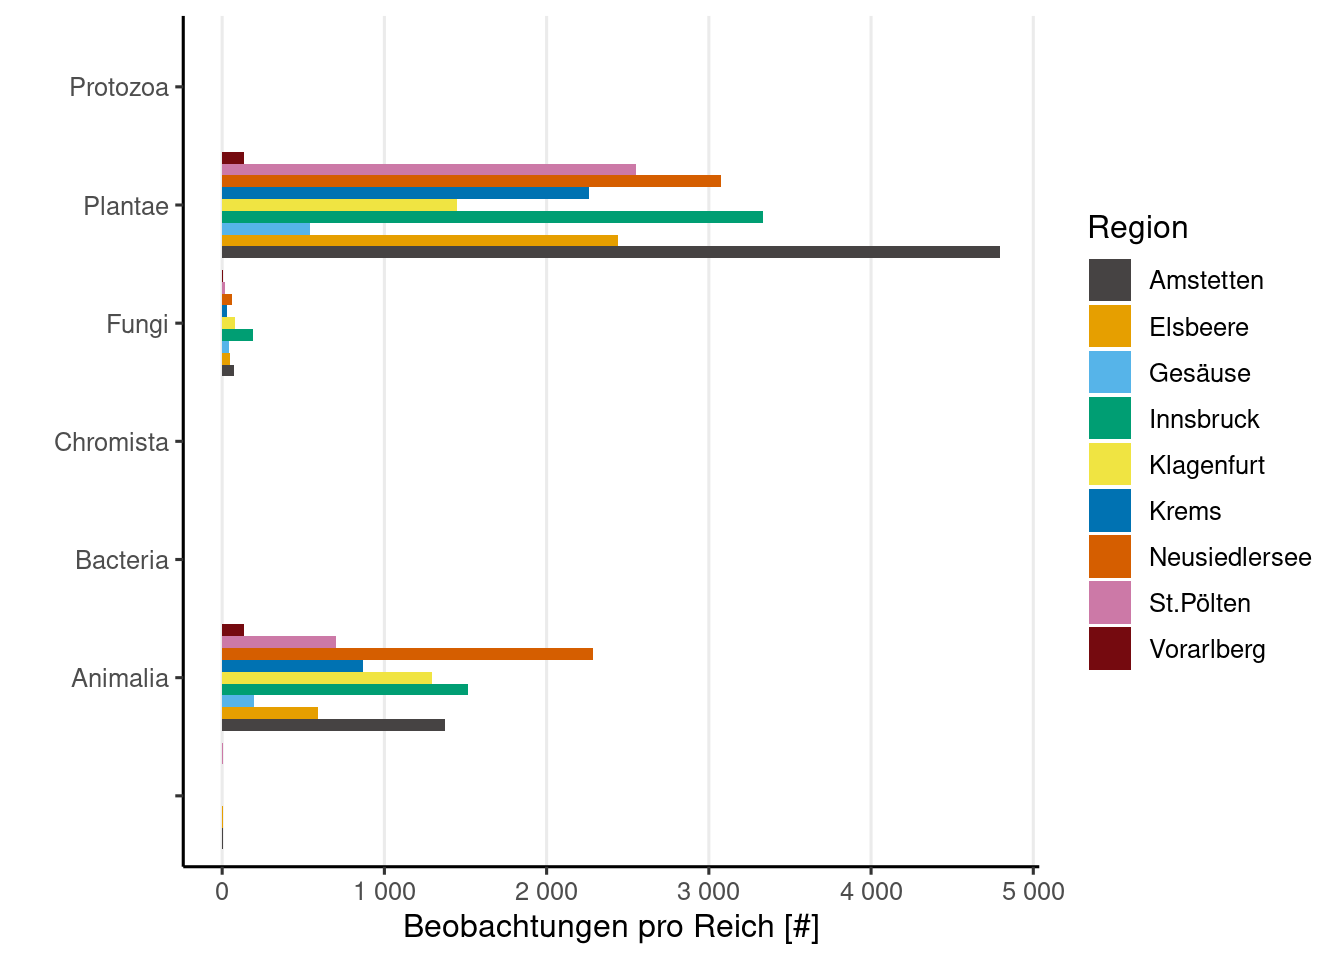 Protozoa
Plantae
Fungi
Chromista
Bacteria
Animalia
0
1 000
2 000
3 000
4 000
5 000
Beobachtungen pro Reich [#]
Region
Amstetten
Elsbeere
Gesäuse
Innsbruck
Klagenfurt
Krems
Neusiedlersee
St.Pölten
Vorarlberg